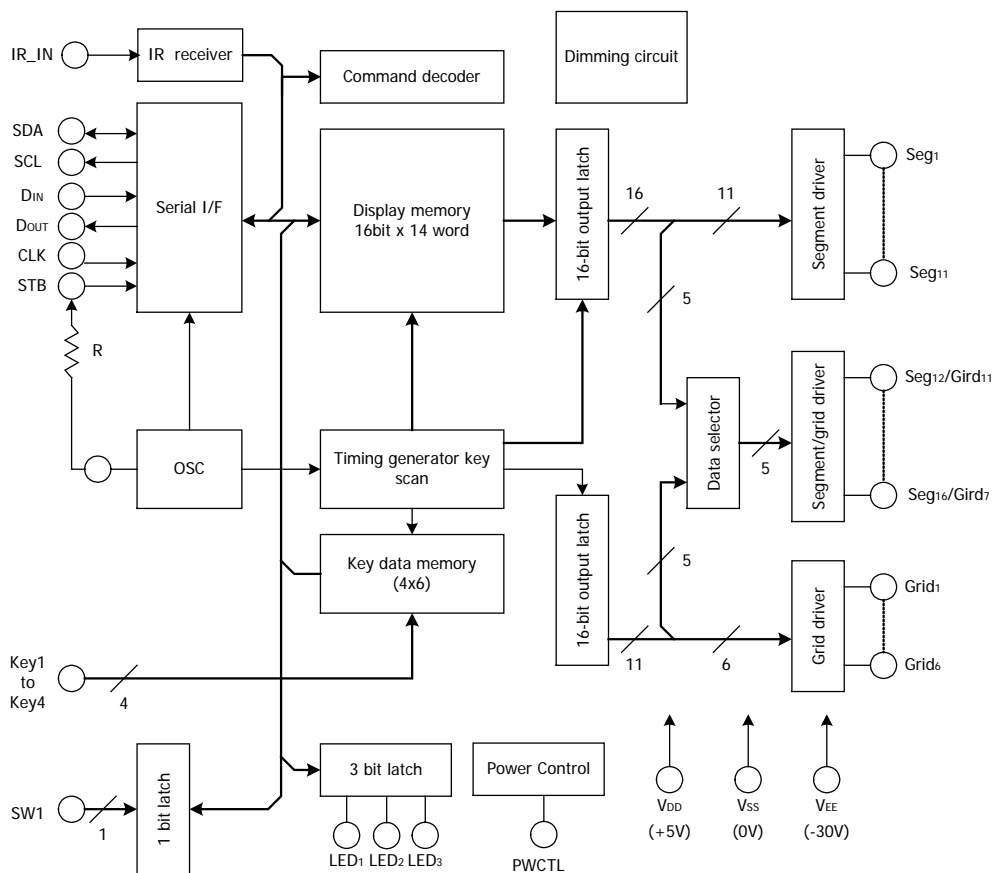 IR_IN
IR receiver
Command decoder
Dimming circuit
SDA
SCL
DIN
DOUT
CLK
STB
Serial I/F
Display memory
16bit x 14 word
16-bit output latch
16
11
Segment driver
Seg1
Seg11
5
R
OSC
Timing generator key
scan
Data selector
5
Segment/grid driver
Seg12/Gird11
Seg16/Gird7
Key data memory
(4x6)
16-bit output latch
5
11
6
Grid driver
Grid1
Grid6
Key1
to
Key4
4
SW1
1
1 bit latch
3 bit latch
LED1
LED2
LED3
Power Control
PWCTL
VDD
(+5V)
VSS
(0V)
VEE
(-30V)